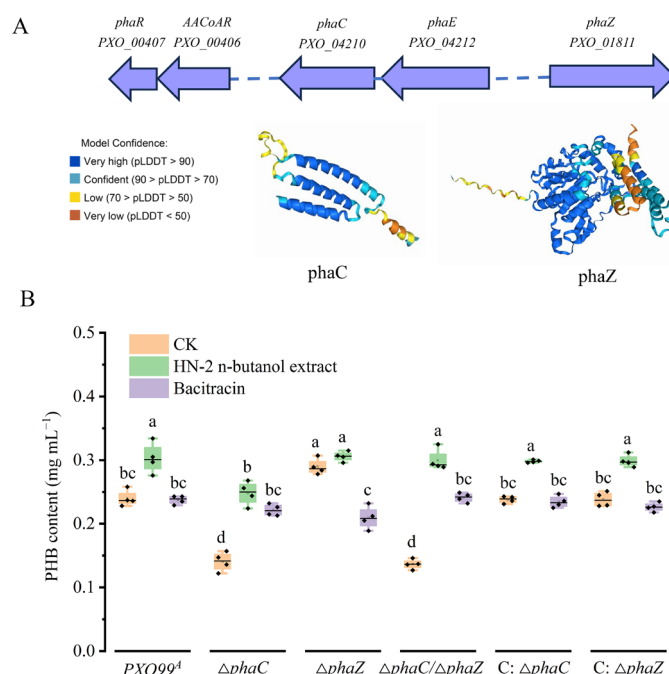 A
phaR AACoAR phaC phaE phaZ
PXO_00407 PXO_00406 PXO_04210 PXO_04212 PXO_01811
Model Confidence:
Very high (pLDDT > 90)
Confident (90 > pLDDT > 70)
Low (70 > pLDDT > 50)
Very low (pLDDT < 50)
phaC phaZ
B
CK
HN-2 n-butanol extract
Bacitracin
PHB content (mg mL⁻¹)
0.5
0.4
0.3
0.2
0.1
0.0
bc a bc
d b bc
a a c
d a bc
bc a bc
bc a bc
PXO99ᴬ △phaC △phaZ △phaC/△phaZ C: △phaC C: △phaZ